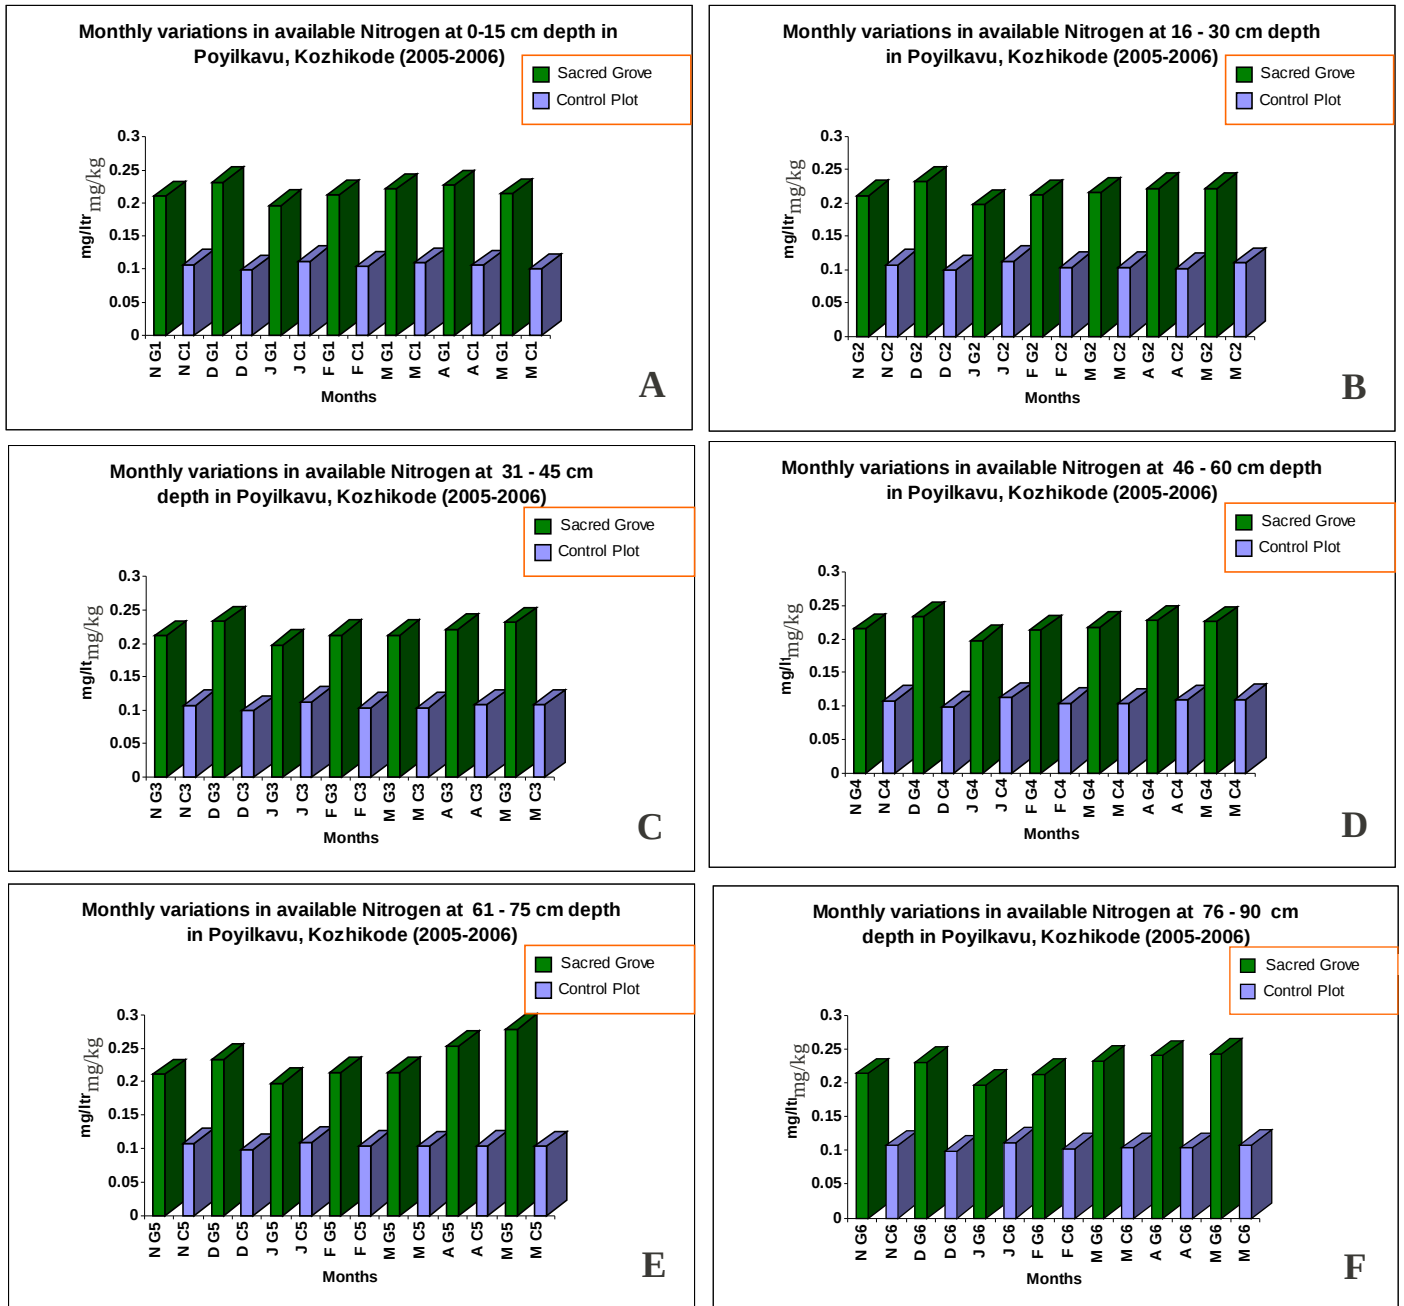 Monthly variations in available Nitrogen at 0-15 cm depth in
Poyilkavu, Kozhikode (2005-2006)
Sacred Grove
Control Plot
0.3
0.25
0.2
0.15
0.1
0.05
0
mg/ltr mg/kg
N G1 N C1 D G1 D C1 J G1 J C1 F G1 F C1 M G1 M C1 A G1 A C1 M G1 M C1
Months
A
Monthly variations in available Nitrogen at 16 - 30 cm depth
in Poyilkavu, Kozhikode (2005-2006)
Sacred Grove
Control Plot
0.3
0.25
0.2
0.15
0.1
0.05
0
mg/ltr mg/kg
N G2 N C2 D G2 D C2 J G2 J C2 F G2 F C2 M G2 M C2 A G2 A C2 M G2 M C2
Months
B
Monthly variations in available Nitrogen at 31 - 45 cm
depth in Poyilkavu, Kozhikode (2005-2006)
Sacred Grove
Control Plot
0.3
0.25
0.2
0.15
0.1
0.05
0
mg/lt mg/kg
N G3 N C3 D G3 D C3 J G3 J C3 F G3 F C3 M G3 M C3 A G3 A C3 M G3 M C3
Months
C
Monthly variations in available Nitrogen at 46 - 60 cm depth
in Poyilkavu, Kozhikode (2005-2006)
Sacred Grove
Control Plot
0.3
0.25
0.2
0.15
0.1
0.05
0
mg/lt mg/kg
N G4 N C4 D G4 D C4 J G4 J C4 F G4 F C4 M G4 M C4 A G4 A C4 M G4 M C4
Months
D
Monthly variations in available Nitrogen at 61 - 75 cm depth
in Poyilkavu, Kozhikode (2005-2006)
Sacred Grove
Control Plot
0.3
0.25
0.2
0.15
0.1
0.05
0
mg/ltr mg/kg
N G5 N C5 D G5 D C5 J G5 J C5 F G5 F C5 M G5 M C5 A G5 A C5 M G5 M C5
Months
E
Monthly variations in available Nitrogen at 76 - 90 cm
depth in Poyilkavu, Kozhikode (2005-2006)
Sacred Grove
Control Plot
0.3
0.25
0.2
0.15
0.1
0.05
0
mg/lt mg/kg
N G6 N C6 D G6 D C6 J G6 J C6 F G6 F C6 M G6 M C6 A G6 A C6 M G6 M C6
Months
F